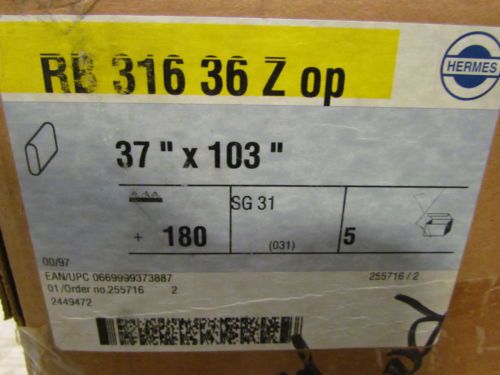 RB 316 36 Z op
HERMES
37 " x 103 "
SG 31
+ 180
(031)
5
00/97
EAN/UPC 0669999373887
255716 / 2
01 /Order no.255716 2
2449472